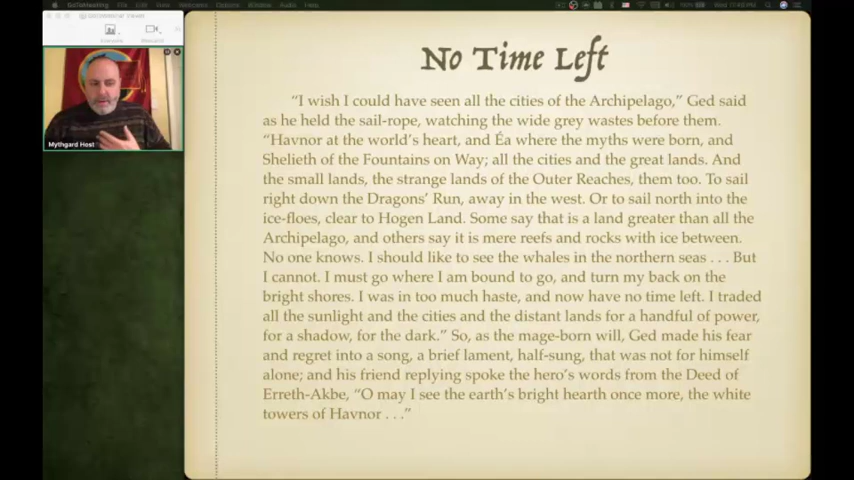 GoToMeeting
No Time Left
“I wish I could have seen all the cities of the Archipelago,” Ged said
as he held the sail-rope, watching the wide grey wastes before them.
“Havnor at the world’s heart, and Éa where the myths were born, and
Shelieth of the Fountains on Way; all the cities and the great lands. And
the small lands, the strange lands of the Outer Reaches, them too. To sail
right down the Dragons’ Run, away in the west. Or to sail north into the
ice-floes, clear to Hogen Land. Some say that is a land greater than all the
Archipelago, and others say it is mere reefs and rocks with ice between.
No one knows. I should like to see the whales in the northern seas . . . But
I cannot. I must go where I am bound to go, and turn my back on the
bright shores. I was in too much haste, and now have no time left. I traded
all the sunlight and the cities and the distant lands for a handful of power,
for a shadow, for the dark.” So, as the mage-born will, Ged made his fear
and regret into a song, a brief lament, half-sung, that was not for himself
alone; and his friend replying spoke the hero’s words from the Deed of
Erreth-Akbe, “O may I see the earth’s bright hearth once more, the white
towers of Havnor . . .”
Mythgard Host